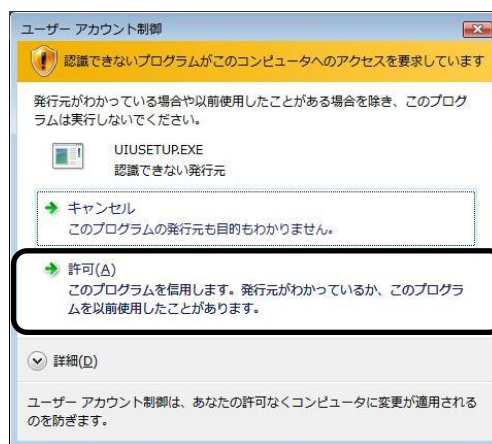 ユーザー アカウント制御
認識できないプログラムがこのコンピュータへのアクセスを要求しています
発行元がわかっている場合や以前使用したことがある場合を除き、このプログ
ラムは実行しないでください。
UIUSETUP.EXE
認識できない発行元
キャンセル
このプログラムの発行元も目的もわかりません。
許可(A)
このプログラムを信用します。発行元がわかっているか、このプログラ
ムを以前使用したことがあります。
詳細(D)
ユーザー アカウント制御は、あなたの許可なくコンピュータに変更が適用される
のを防ぎます。